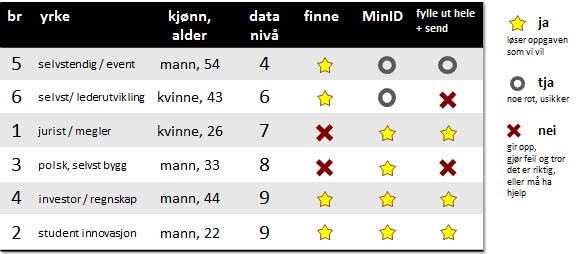 br yrke kjønn, alder data nivå finne MinID fylle ut hele + send
5 selvstendig / event mann, 54 4
6 selvst/ lederutvikling kvinne, 43 6
1 jurist / megler kvinne, 26 7
3 polsk, selvst bygg mann, 33 8
4 investor / regnskap mann, 44 9
2 student innovasjon mann, 22 9
ja
løser oppgaven
som vi vil
tja
noe rot, usikker
nei
gir opp,
gjør feil og tror
det er riktig,
eller må ha
hjelp